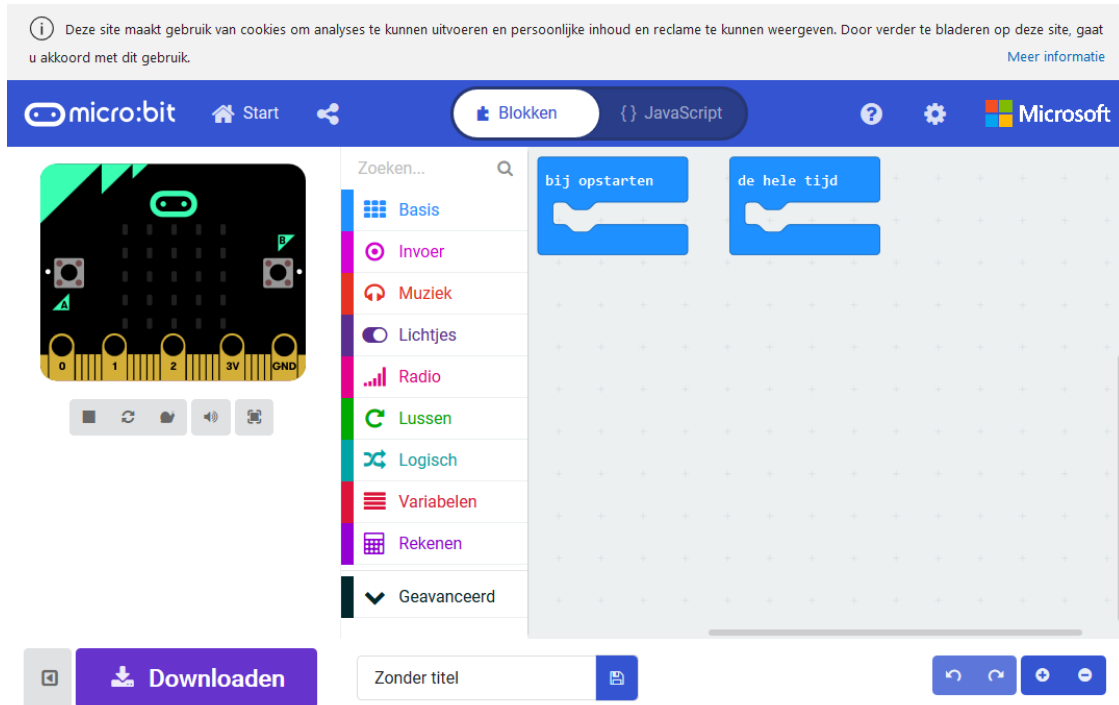 Deze site maakt gebruik van cookies om analyses te kunnen uitvoeren en persoonlijke inhoud en reclame te kunnen weergeven. Door verder te bladeren op deze site, gaat
u akkoord met dit gebruik.
Meer informatie
micro:bit
Start
Blokken
{} JavaScript
Microsoft
B
A
0
1
2
3V
GND
Zoeken...
Basis
Invoer
Muziek
Lichtjes
Radio
Lussen
Logisch
Variabelen
Rekenen
Geavanceerd
bij opstarten
de hele tijd
Downloaden
Zonder titel